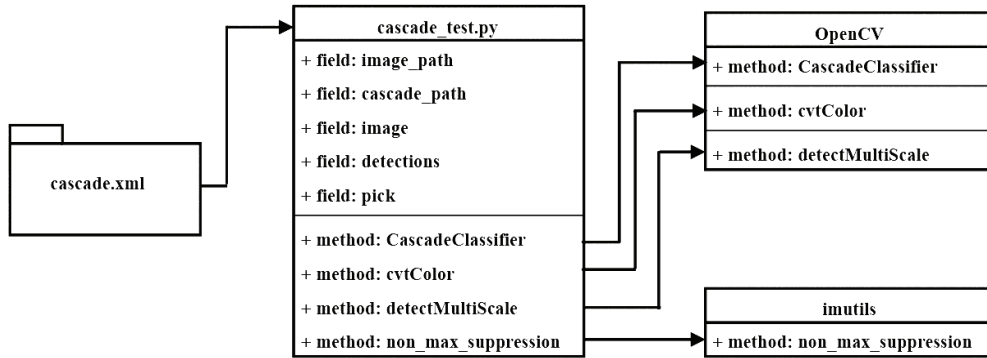 cascade.xml
cascade_test.py
+ field: image_path
+ field: cascade_path
+ field: image
+ field: detections
+ field: pick
+ method: CascadeClassifier
+ method: cvtColor
+ method: detectMultiScale
+ method: non_max_suppression
OpenCV
+ method: CascadeClassifier
+ method: cvtColor
+ method: detectMultiScale
imutils
+ method: non_max_suppression